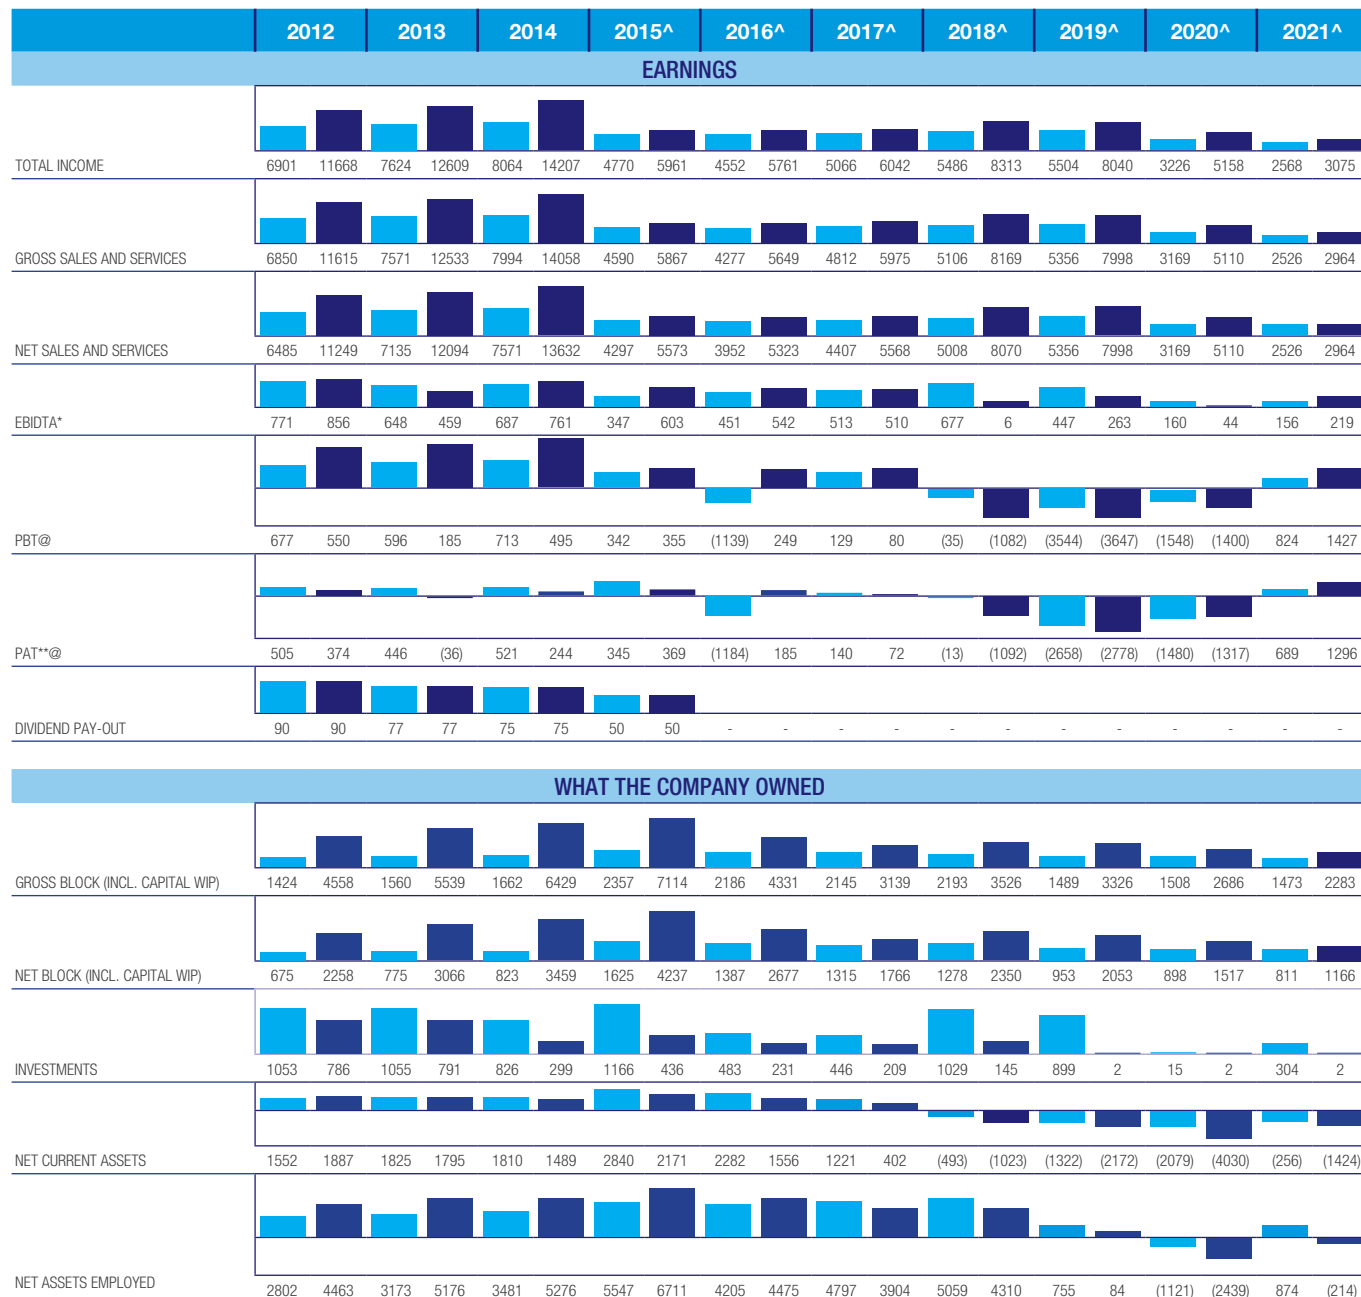 2012 2013 2014 2015^ 2016^ 2017^ 2018^ 2019^ 2020^ 2021^
EARNINGS
TOTAL INCOME 6901 11668 7624 12609 8064 14207 4770 5961 4552 5761 5066 6042 5486 8313 5504 8040 3226 5158 2568 3075
GROSS SALES AND SERVICES 6850 11615 7571 12533 7994 14058 4590 5867 4277 5649 4812 5975 5106 8169 5356 7998 3169 5110 2526 2964
NET SALES AND SERVICES 6485 11249 7135 12094 7571 13632 4297 5573 3952 5323 4407 5568 5008 8070 5356 7998 3169 5110 2526 2964
EBIDTA* 771 856 648 459 687 761 347 603 451 542 513 510 677 6 447 263 160 44 156 219
PBT@ 677 550 596 185 713 495 342 355 (1139) 249 129 80 (35) (1082) (3544) (3647) (1548) (1400) 824 1427
PAT**@ 505 374 446 (36) 521 244 345 369 (1184) 185 140 72 (13) (1092) (2658) (2778) (1480) (1317) 689 1296
DIVIDEND PAY-OUT 90 90 77 77 75 75 50 50 - - - - - - - - - - - -
WHAT THE COMPANY OWNED
GROSS BLOCK (INCL. CAPITAL WIP) 1424 4558 1560 5539 1662 6429 2357 7114 2186 4331 2145 3139 2193 3526 1489 3326 1508 2686 1473 2283
NET BLOCK (INCL. CAPITAL WIP) 675 2258 775 3066 823 3459 1625 4237 1387 2677 1315 1766 1278 2350 953 2053 898 1517 811 1166
INVESTMENTS 1053 786 1055 791 826 299 1166 436 483 231 446 209 1029 145 899 2 15 2 304 2
NET CURRENT ASSETS 1552 1887 1825 1795 1810 1489 2840 2171 2282 1556 1221 402 (493) (1023) (1322) (2172) (2079) (4030) (256) (1424)
NET ASSETS EMPLOYED 2802 4463 3173 5176 3481 5276 5547 6711 4205 4475 4797 3904 5059 4310 755 84 (1121) (2439) 874 (214)